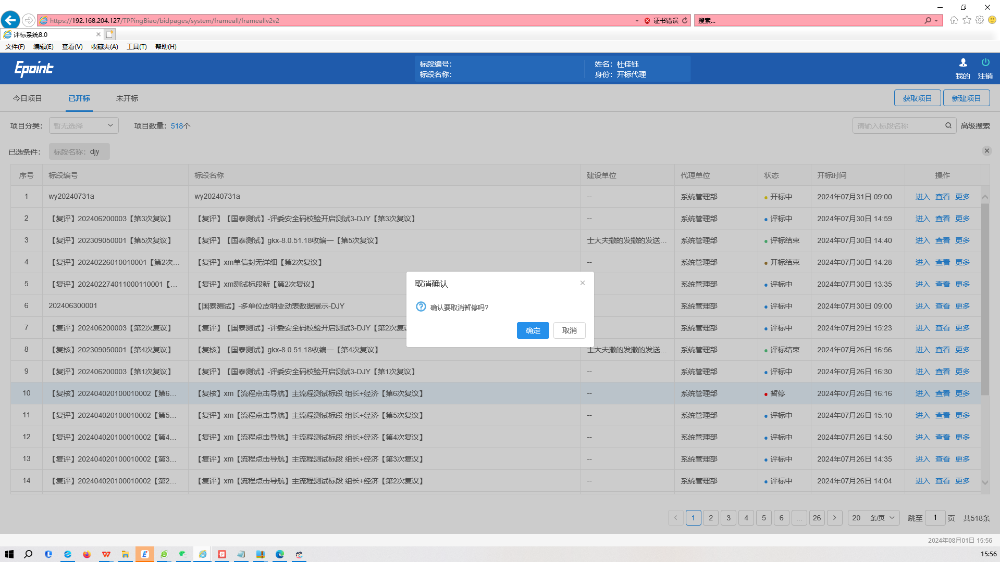 https://192.168.204.127/TPPingBiao/bidpages/system/frameall/frameallv2v2
证书错误
搜索...
评标系统8.0
文件(F) 编辑(E) 查看(V) 收藏夹(A) 工具(T) 帮助(H)
Epoint
标段编号：
标段名称：
姓名：杜佳钰
身份：开标代理
我的 注销
今日项目 已开标 未开标
获取项目 新建项目
项目分类： 暂无选择 项目数量：518个
请输入标段名称 高级搜索
已选条件： 标段名称：djy
序号 标段编号 标段名称 建设单位 代理单位 状态 开标时间 操作
1 wy20240731a wy20240731a -- 系统管理部 开标中 2024年07月31日 09:00 进入 查看 更多
2 【复评】202406200003【第3次复议】 【复评】【国泰测试】-评委安全码校验开启测试3-DJY【第3次复议】 -- 系统管理部 评标中 2024年07月30日 14:59 进入 查看 更多
3 【复评】202309050001【第5次复议】 【复评】【国泰测试】gkx-8.0.51.18收编一【第5次复议】 士大夫撒的发撒的发送... 系统管理部 评标结束 2024年07月30日 14:40 进入 查看 更多
4 【复评】20240226010010001【第2次... 【复评】xm单信封无详细【第2次复议】 -- 系统管理部 开标结束 2024年07月30日 14:28 进入 查看 更多
5 【复评】202402274011000110001【... 【复评】xm测试标段新【第2次复议】 系统管理部 评标中 2024年07月30日 13:35 进入 查看 更多
6 202406300001 【国泰测试】-多单位皮明变动表数据展示-DJY 系统管理部 评标中 2024年07月30日 09:00 进入 查看 更多
7 【复评】202406200003【第2次复议】 【复评】【国泰测试】-评委安全码校验开启测试3-DJY【第2次复议 系统管理部 评标中 2024年07月29日 15:23 进入 查看 更多
8 【复核】202309050001【第4次复议】 【复核】【国泰测试】gkx-8.0.51.18收编一【第4次复议】 士大夫撒的发撒的发送... 系统管理部 评标结束 2024年07月26日 16:56 进入 查看 更多
9 【复评】202406200003【第1次复议】 【复评】【国泰测试】-评委安全码校验开启测试3-DJY【第1次复议】 -- 系统管理部 评标中 2024年07月26日 16:30 进入 查看 更多
10 【复核】202404020100010002【第6... 【复核】xm【流程点击导航】主流程测试标段 组长+经济【第6次复议】 -- 系统管理部 暂停 2024年07月26日 16:16 进入 查看 更多
11 【复评】202404020100010002【第5... 【复评】xm【流程点击导航】主流程测试标段 组长+经济【第5次复议】 -- 系统管理部 评标中 2024年07月26日 15:10 进入 查看 更多
12 【复评】202404020100010002【第4... 【复评】xm【流程点击导航】主流程测试标段 组长+经济【第4次复议】 -- 系统管理部 评标中 2024年07月26日 14:50 进入 查看 更多
13 【复评】202404020100010002【第3... 【复评】xm【流程点击导航】主流程测试标段 组长+经济【第3次复议】 -- 系统管理部 评标中 2024年07月26日 14:35 进入 查看 更多
14 【复评】202404020100010002【第2... 【复评】xm【流程点击导航】主流程测试标段 组长+经济【第2次复议】 -- 系统管理部 评标中 2024年07月26日 14:04 进入 查看 更多
取消确认
确认要取消暂停吗?
确定 取消
1 2 3 4 5 6 ... 26 20 条/页 跳至 1 页 共518条
2024年08月01日 15:56
15:56